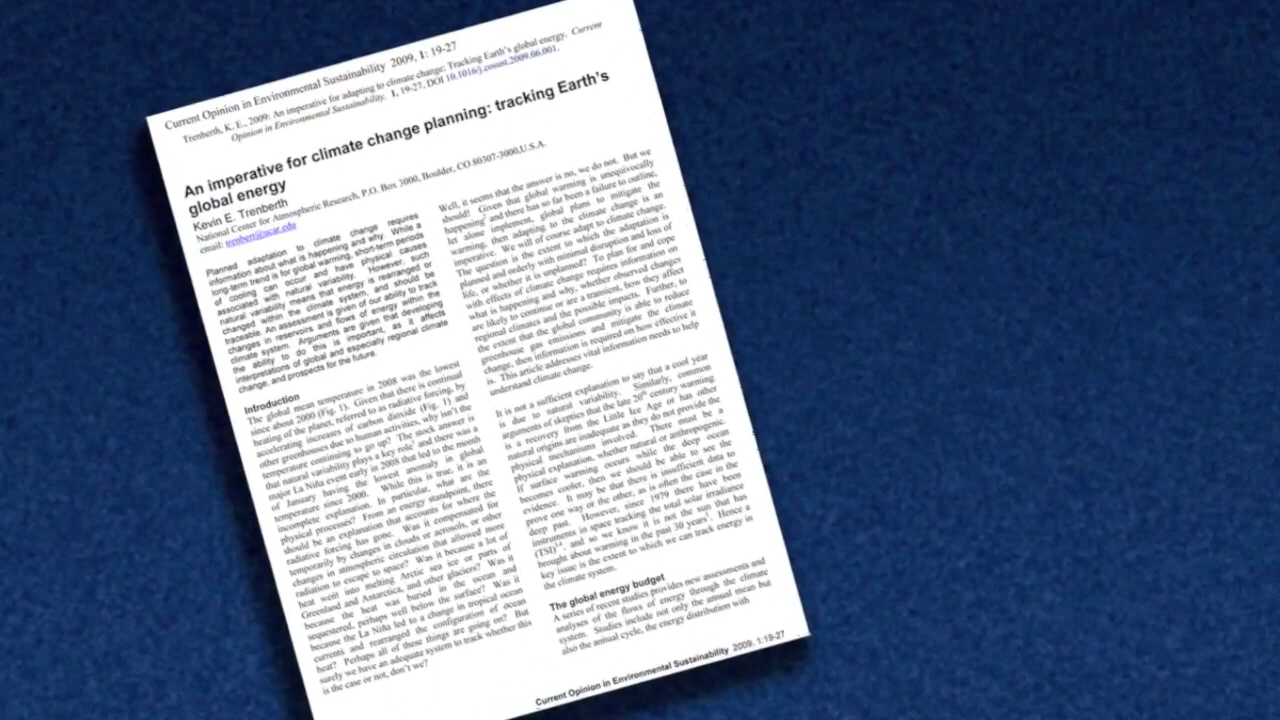 Current Opinion in Environmental Sustainability 2009, 1: 19-27
Trenberth, K. E., 2009: An imperative for adapting to climate change: Tracking Earth's global energy. Current
Opinion in Environmental Sustainability. 1, 19-27. DOI 10.1016/j.cosust.2009.06.001.
An imperative for climate change planning: tracking Earth's
global energy
Kevin E. Trenberth
National Center for Atmospheric Research, P.O. Box 3000, Boulder, CO 80307-3000,U.S.A.
email: trenbert@ucar.edu
Planned adaptation to climate change requires
information about what is happening and why. While a
long-term trend is for global warming, short-term periods
of cooling can occur and have physical causes
associated with natural variability. However, such
natural variability means that energy is rearranged or
changed within the climate system, and should be
traceable. An assessment is given of our ability to track
changes in reservoirs and flows of energy within the
climate system. Arguments are given that developing
the ability to do this is important, as it affects
interpretations of global and especially regional climate
change, and prospects for the future.
Introduction
The global mean temperature in 2008 was the lowest
since about 2000 (Fig. 1). Given that there is continual
heating of the planet, referred to as radiative forcing, by
accelerating increases of carbon dioxide (Fig. 1) and
other greenhouses due to human activities, why isn't the
temperature continuing to go up? The stock answer is
that natural variability plays a key role and there was a
major La Niña event early in 2008 that led to the month
of January having the lowest anomaly in global
temperature since 2000. While this is true, it is an
incomplete explanation. In particular, what are the
physical processes? From an energy standpoint, there
should be an explanation that accounts for where the
radiative forcing has gone. Was it compensated for
temporarily by changes in clouds or aerosols, or other
changes in atmospheric circulation that allowed more
radiation to escape to space? Was it because a lot of
heat went into melting Arctic sea ice or parts of
Greenland and Antarctica, and other glaciers? Was it
because the heat was buried in the ocean and
sequestered, perhaps well below the surface? Was it
because the La Niña led to a change in tropical ocean
currents and rearranged the configuration of ocean
heat? Perhaps all of these things are going on? But
surely we have an adequate system to track whether this
is the case or not, don't we?
Well, it seems that the answer is no, we do not. But we
should! Given that global warming is unequivocally
happening and there has so far been a failure to outline,
let alone implement, global plans to mitigate the
warming, then adapting to the climate change is an
imperative. We will of course adapt to climate change.
The question is the extent to which the adaptation is
planned and orderly with minimal disruption and loss of
life, or whether it is unplanned? To plan for and cope
with effects of climate change requires information on
what is happening and why, whether observed changes
are likely to continue or are a transient, how they affect
regional climates and the possible impacts. Further, to
the extent that the global community is able to reduce
greenhouse gas emissions and mitigate the climate
change, then information is required on how effective it
is. This article addresses vital information needs to help
understand climate change.
It is not a sufficient explanation to say that a cool year
is due to natural variability. Similarly, common
arguments of skeptics that the late 20th century warming
is a recovery from the Little Ice Age or has other
natural origins are inadequate as they do not provide the
physical mechanisms involved. There must be a
physical explanation, whether natural or anthropogenic.
If surface warming occurs while the deep ocean
becomes cooler, then we should be able to see the
evidence. It may be that there is insufficient data to
prove one way or the other, as is often the case in the
deep past. However, since 1979 there have been
instruments in space tracking the total solar irradiance
(TSI), and so we know it is not the sun that has
brought about warming in the past 30 years. Hence a
key issue is the extent to which we can track energy in
the climate system.
The global energy budget
A series of recent studies provides new assessments and
analyses of the flows of energy through the climate
system. Studies include not only the annual mean but
also the annual cycle, the energy distribution with
Current Opinion in Environmental Sustainability 2009, 1:19-27